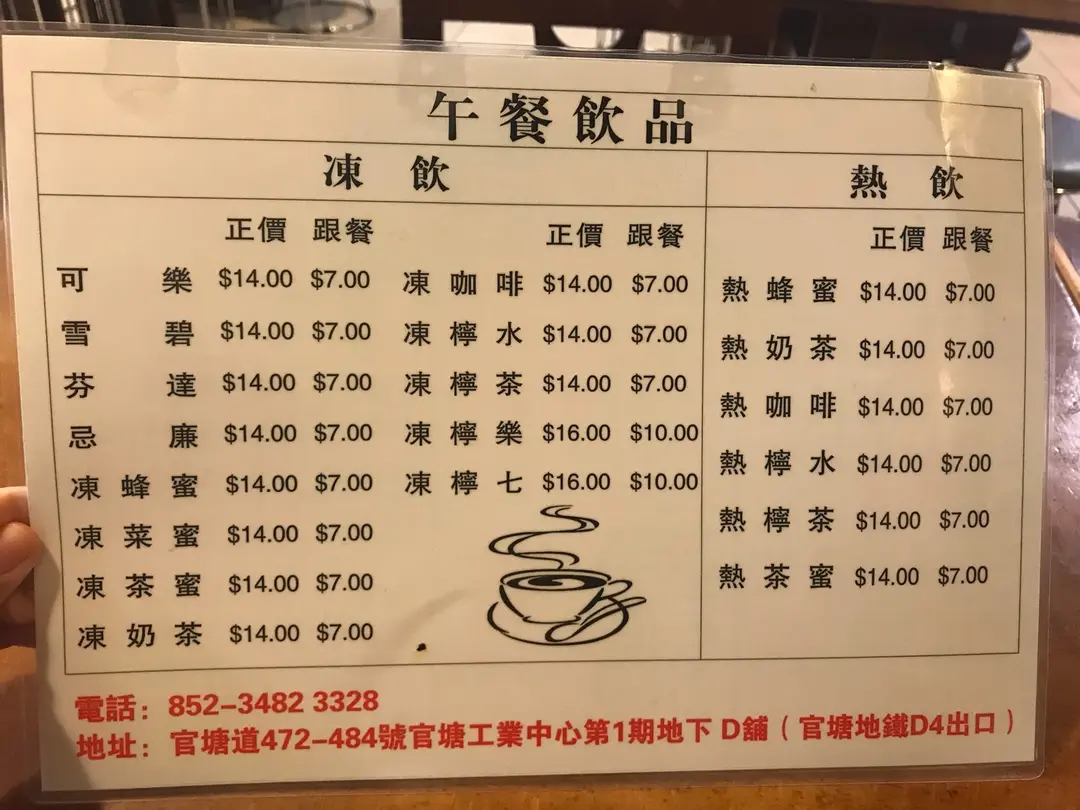 午餐飲品
凍飲
正價 跟餐 正價 跟餐
可樂 $14.00 $7.00 凍咖啡 $14.00 $7.00
雪碧 $14.00 $7.00 凍檸水 $14.00 $7.00
芬達 $14.00 $7.00 凍檸茶 $14.00 $7.00
忌廉 $14.00 $7.00 凍檸樂 $16.00 $10.00
凍蜂蜜 $14.00 $7.00 凍檸七 $16.00 $10.00
凍菜蜜 $14.00 $7.00
凍茶蜜 $14.00 $7.00
凍奶茶 $14.00 $7.00
熱飲
正價 跟餐
熱蜂蜜 $14.00 $7.00
熱奶茶 $14.00 $7.00
熱咖啡 $14.00 $7.00
熱檸水 $14.00 $7.00
熱檸茶 $14.00 $7.00
熱茶蜜 $14.00 $7.00
電話：852-3482 3328
地址：官塘道472-484號官塘工業中心第1期地下 D舖（官塘地鐵D4出口）